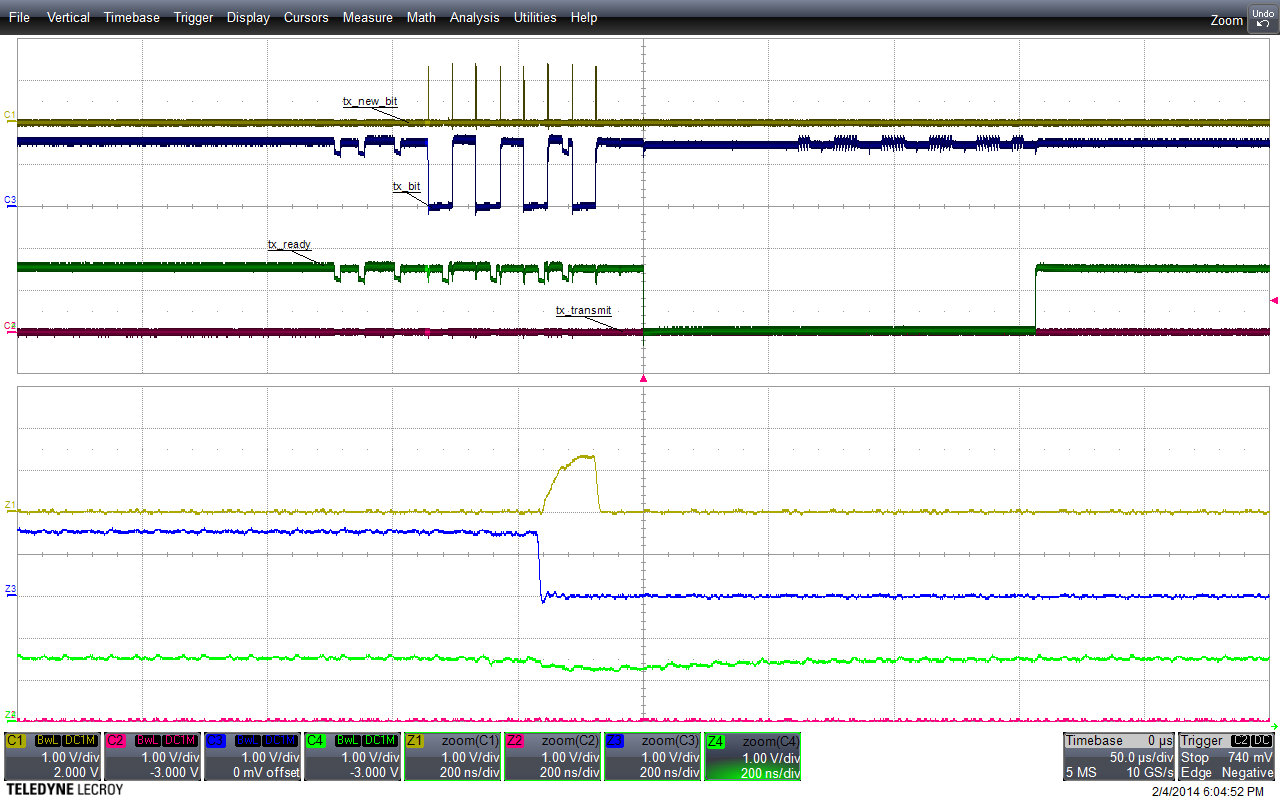 File Vertical Timebase Trigger Display Cursors Measure Math Analysis Utilities Help Zoom Undo
tx_new_bit
C1
tx_bit
C3
tx_ready
tx_transmit
Z1
Z3
Z2
C1 BwL DC1M C2 BwL DC1M C3 BwL DC1M C4 BwL DC1M Z1 zoom(C1) Z2 zoom(C2) Z3 zoom(C3) Z4 zoom(C4) Timebase 0 µs Trigger C2 DC
1.00 V/div 1.00 V/div 1.00 V/div 1.00 V/div 1.00 V/div 1.00 V/div 1.00 V/div 1.00 V/div 50.0 µs/div Stop 740 mV
2.000 V -3.000 V 0 mV offset -3.000 V 200 ns/div 200 ns/div 200 ns/div 200 ns/div 5 MS 10 GS/s Edge Negative
TELEDYNE LECROY 2/4/2014 6:04:52 PM